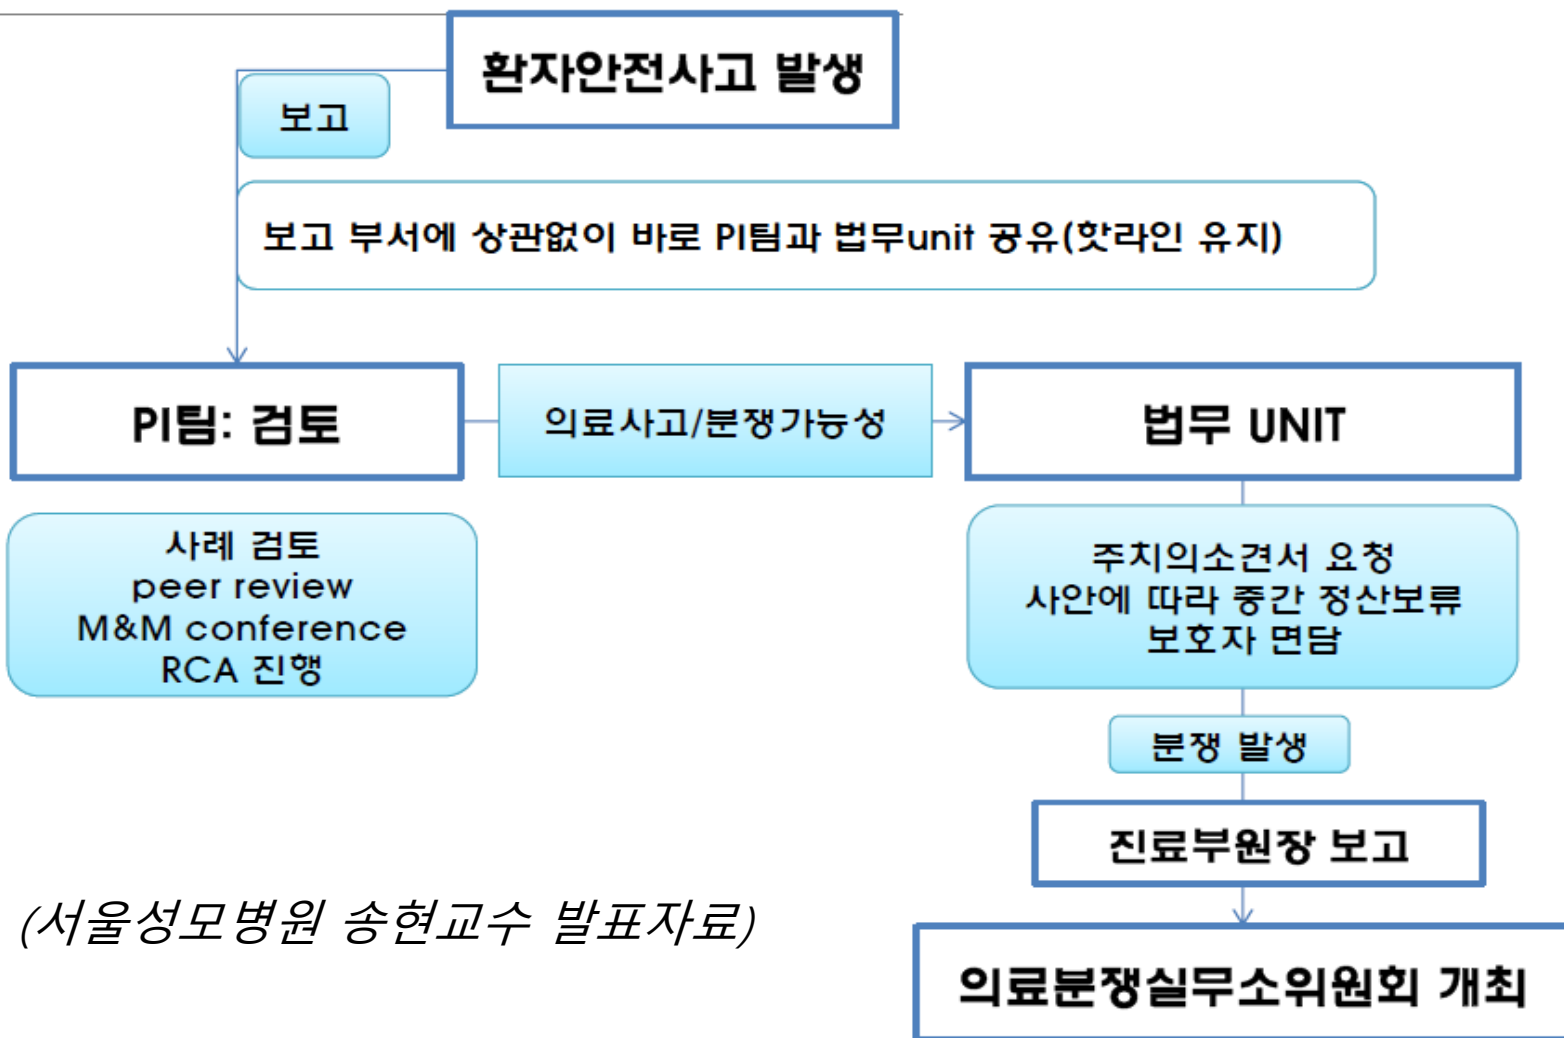 환자안전사고 발생
보고
보고 부서에 상관없이 바로 PI팀과 법무unit 공유(핫라인 유지)
PI팀: 검토
의료사고/분쟁가능성
법무 UNIT
사례 검토
peer review
M&M conference
RCA 진행
주치의소견서 요청
사안에 따라 중간 정산보류
보호자 면담
분쟁 발생
진료부원장 보고
(서울성모병원 송현교수 발표자료)
의료분쟁실무소위원회 개최